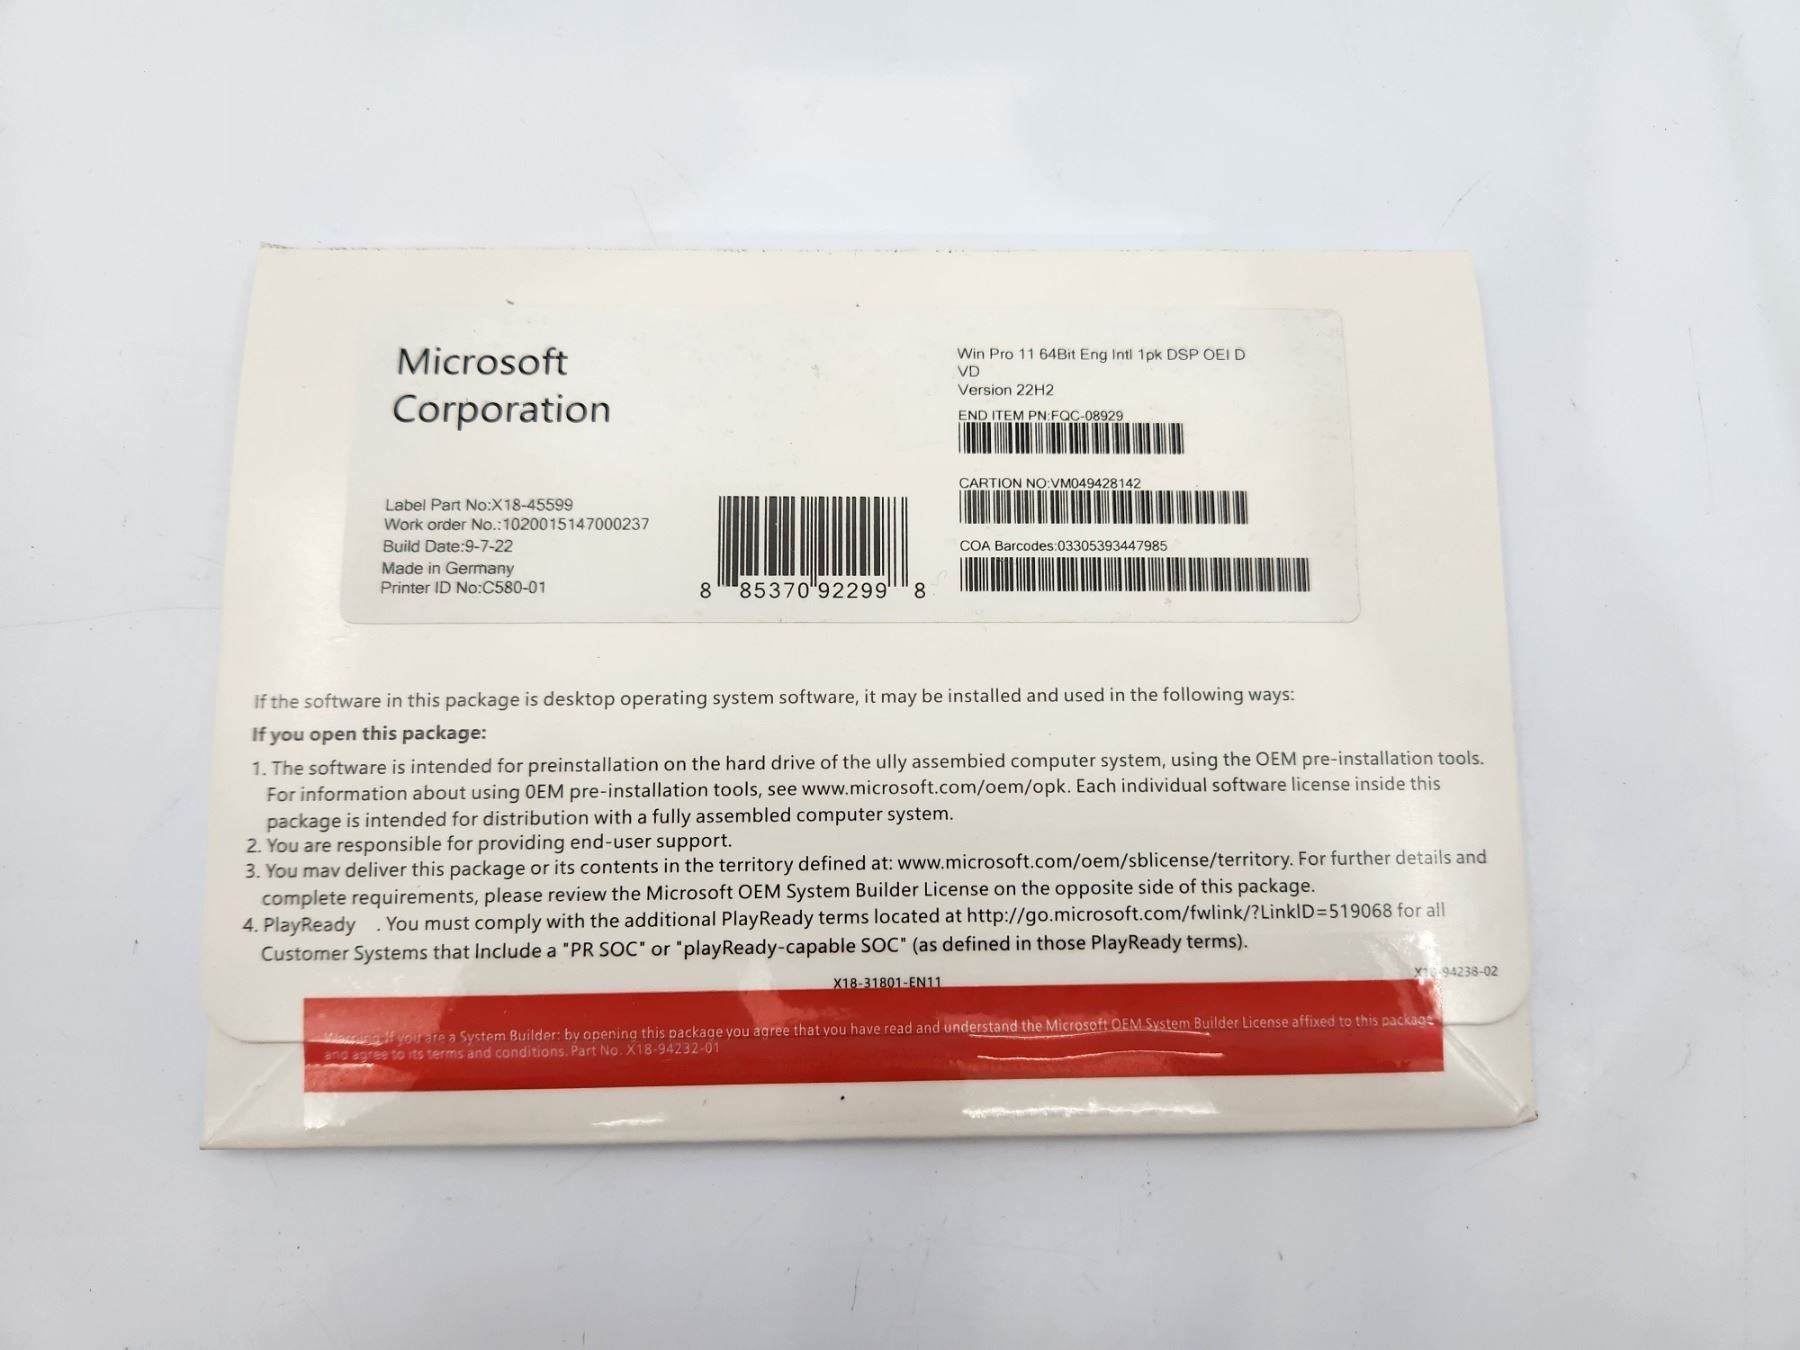 Microsoft
Corporation
Win Pro 11 64Bit Eng Intl 1pk DSP OEI D
VD
Version 22H2
END ITEM PN:FQC-08929
CARTION NO:VM049428142
COA Barcodes:03305393447985
Label Part No:X18-45599
Work order No.:1020015147000237
Build Date:9-7-22
Made in Germany
Printer ID No:C580-01
8 85370 92299 8
If the software in this package is desktop operating system software, it may be installed and used in the following ways:
If you open this package:
1. The software is intended for preinstallation on the hard drive of the ully assembied computer system, using the OEM pre-installation tools.
For information about using 0EM pre-installation tools, see www.microsoft.com/oem/opk. Each individual software license inside this
package is intended for distribution with a fully assembled computer system.
2. You are responsible for providing end-user support.
3. You mav deliver this package or its contents in the territory defined at: www.microsoft.com/oem/sblicense/territory. For further details and
complete requirements, please review the Microsoft OEM System Builder License on the opposite side of this package.
4. PlayReady . You must comply with the additional PlayReady terms located at http://go.microsoft.com/fwlink/?LinkID=519068 for all
Customer Systems that Include a "PR SOC" or "playReady-capable SOC" (as defined in those PlayReady terms).
X18-31801-EN11
X18-94238-02
Warning If you are a System Builder: by opening this package you agree that you have read and understand the Microsoft OEM System Builder License affixed to this package
and agree to its terms and conditions. Part No. X18-94232-01